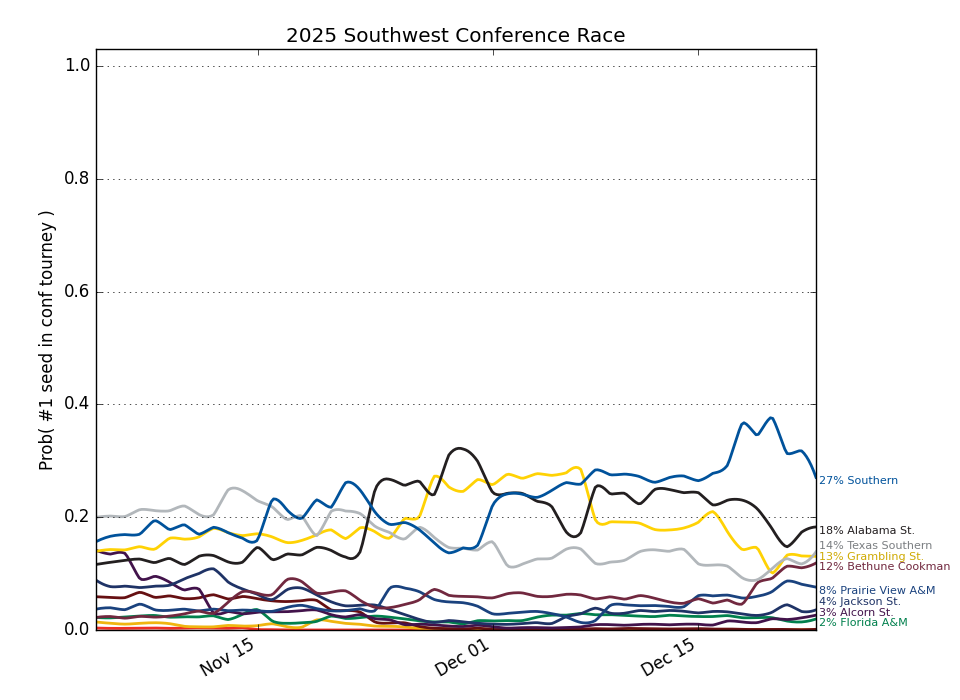 2025 Southwest Conference Race
Prob( #1 seed in conf tourney )
1.0
0.8
0.6
0.4
0.2
0.0
Nov 15
Dec 01
Dec 15
27% Southern
18% Alabama St.
14% Texas Southern
13% Grambling St.
12% Bethune Cookman
8% Prairie View A&M
4% Jackson St.
3% Alcorn St.
2% Florida A&M